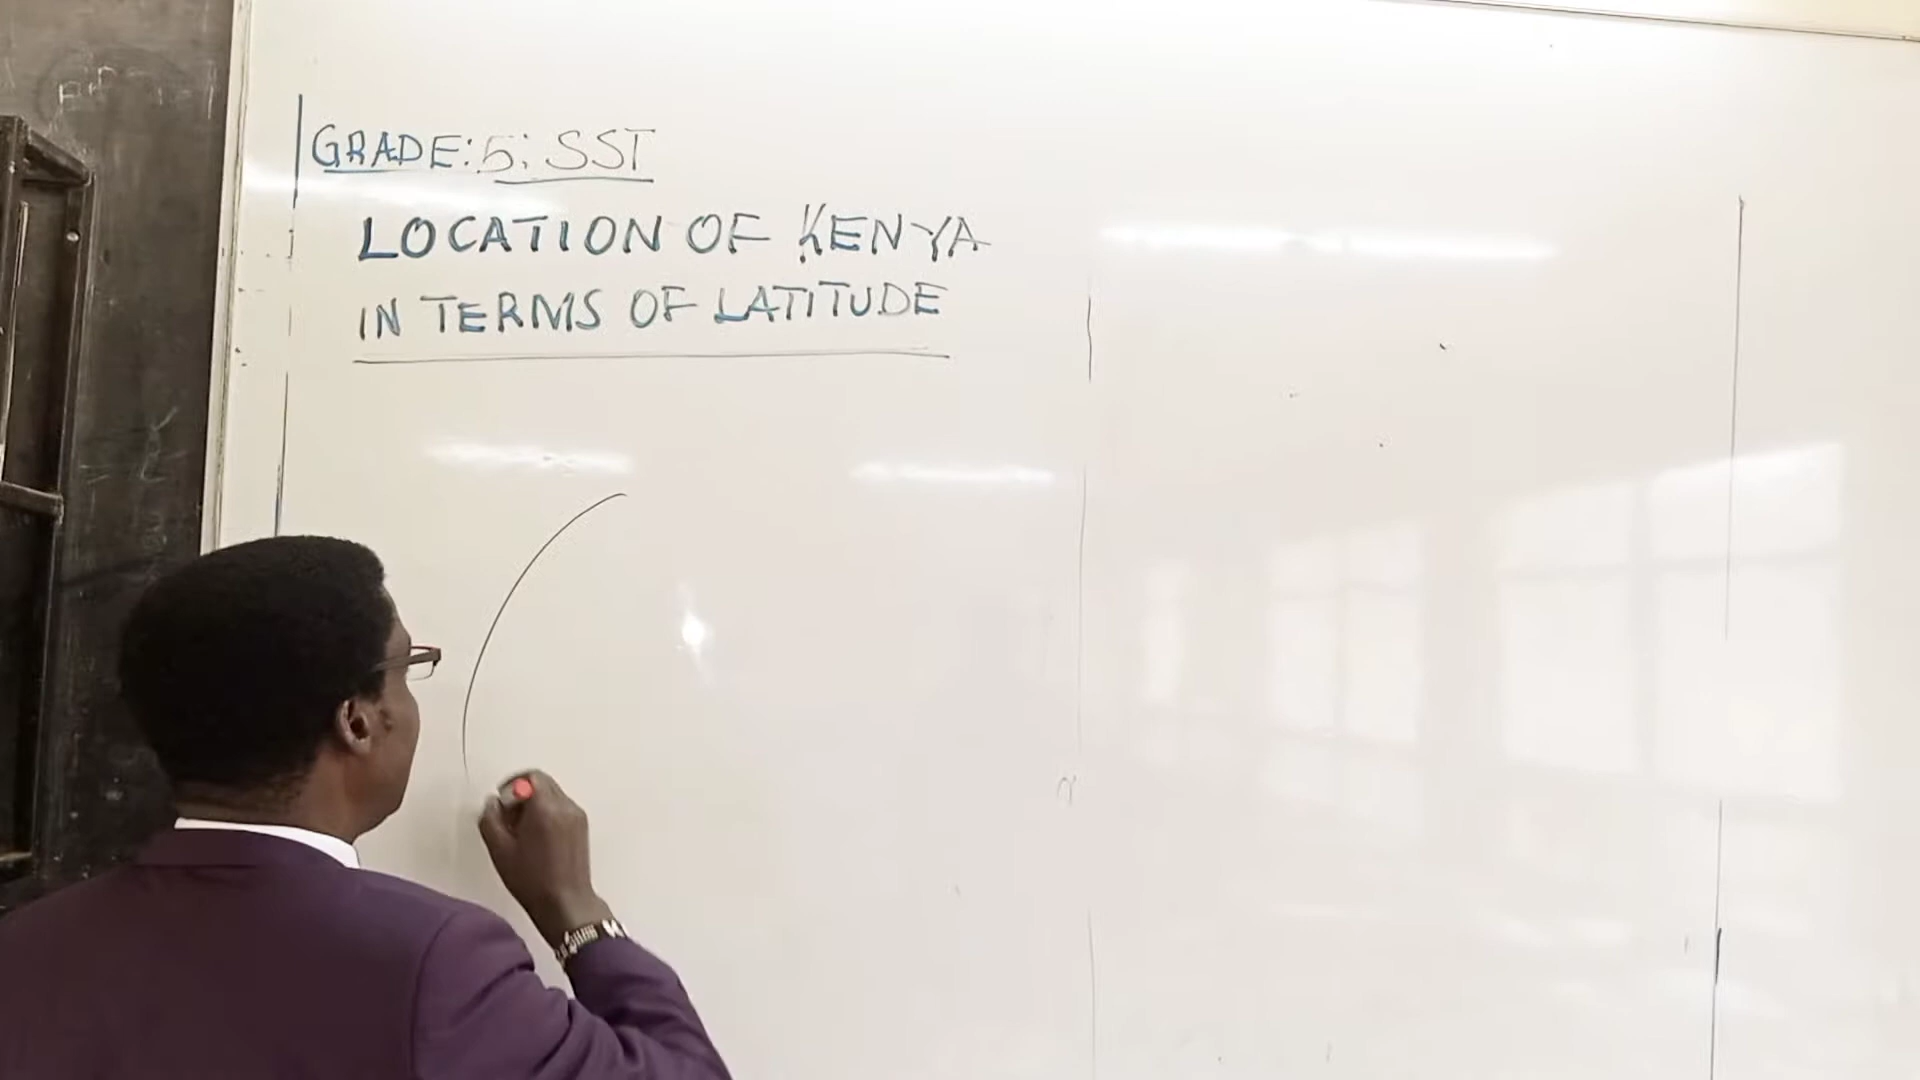 GRADE: 5: SST
LOCATION OF KENYA
IN TERMS OF LATITUDE